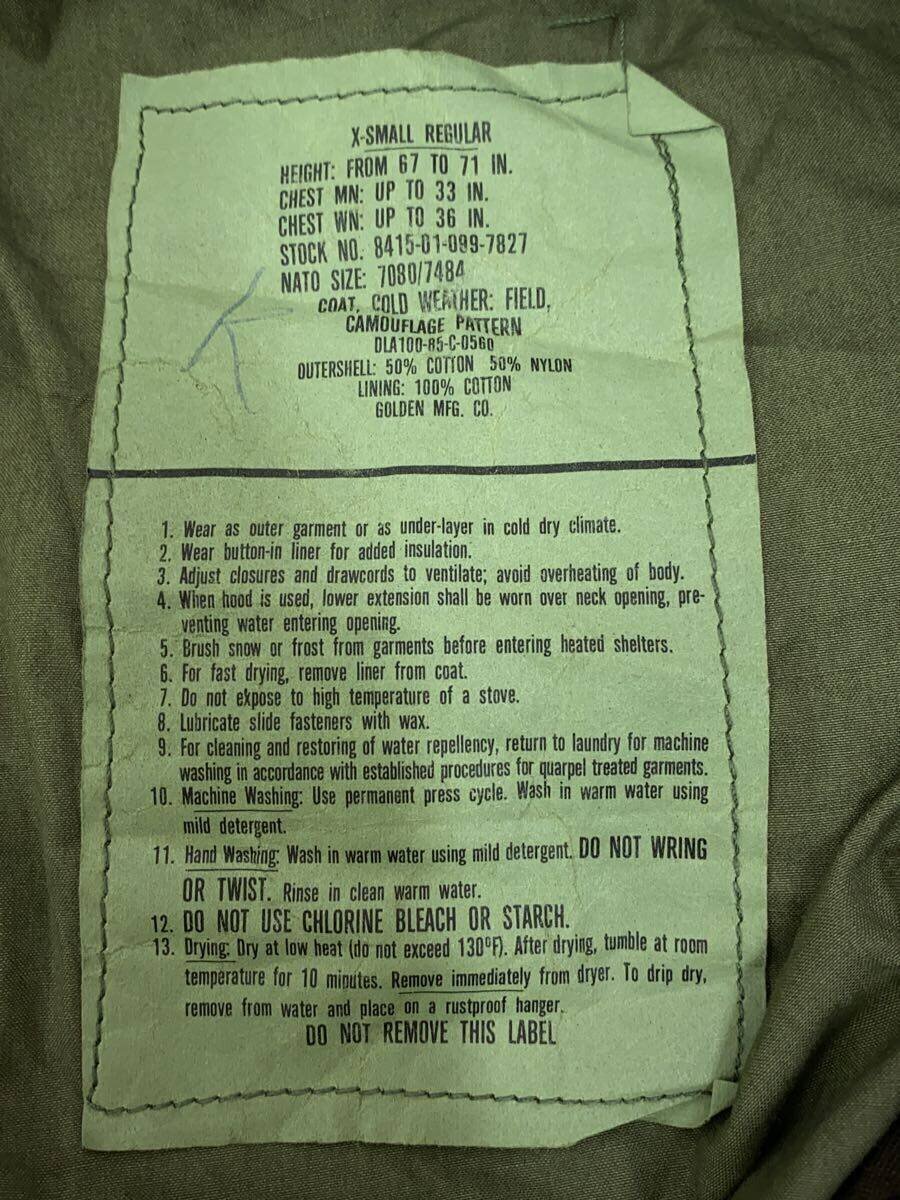 X-SMALL REGULAR
HEIGHT: FROM 67 TO 71 IN.
CHEST MN: UP TO 33 IN.
CHEST WN: UP TO 36 IN.
STOCK NO. 8415-01-099-7827
NATO SIZE: 7080/7484
COAT, COLD WEATHER: FIELD,
CAMOUFLAGE PATTERN
DLA100-85-C-0560
OUTERSHELL: 50% COTTON 50% NYLON
LINING: 100% COTTON
GOLDEN MFG. CO.
K
1. Wear as outer garment or as under-layer in cold dry climate.
2. Wear button-in liner for added insulation.
3. Adjust closures and drawcords to ventilate; avoid overheating of body.
4. When hood is used, lower extension shall be worn over neck opening, pre-
venting water entering opening.
5. Brush snow or frost from garments before entering heated shelters.
6. For fast drying, remove liner from coat.
7. Do not expose to high temperature of a stove.
8. Lubricate slide fasteners with wax.
9. For cleaning and restoring of water repellency, return to laundry for machine
washing in accordance with established procedures for quarpel treated garments.
10. Machine Washing: Use permanent press cycle. Wash in warm water using
mild detergent.
11. Hand Washing: Wash in warm water using mild detergent. DO NOT WRING
OR TWIST. Rinse in clean warm water.
12. DO NOT USE CHLORINE BLEACH OR STARCH.
13. Drying: Dry at low heat (do not exceed 130ºF). After drying, tumble at room
temperature for 10 minutes. Remove immediately from dryer. To drip dry,
remove from water and place on a rustproof hanger.
DO NOT REMOVE THIS LABEL